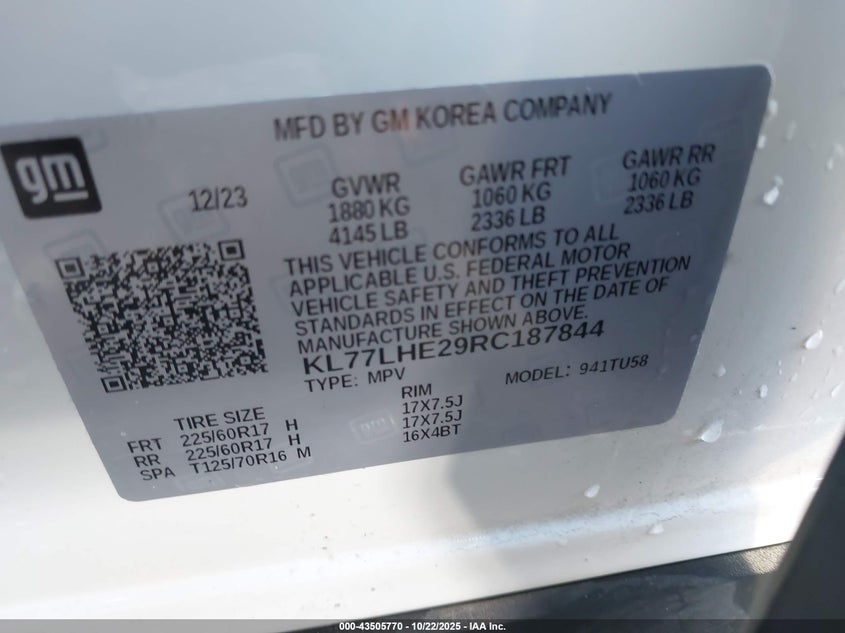 MFD BY GM KOREA COMPANY
gm
12/23
GVWR
1880 KG
4145 LB
GAWR FRT
1060 KG
2336 LB
GAWR RR
1060 KG
2336 LB
THIS VEHICLE CONFORMS TO ALL
APPLICABLE U.S. FEDERAL MOTOR
VEHICLE SAFETY AND THEFT PREVENTION
STANDARDS IN EFFECT ON THE DATE OF
MANUFACTURE SHOWN ABOVE.
KL77LHE29RC187844
TYPE: MPV
MODEL: 941TU58
TIRE SIZE
RIM
FRT 225/60R17 H 17X7.5J
RR 225/60R17 H 17X7.5J
SPA T125/70R16 M 16X4BT
000-43505770 - 10/22/2025 - IAA Inc.